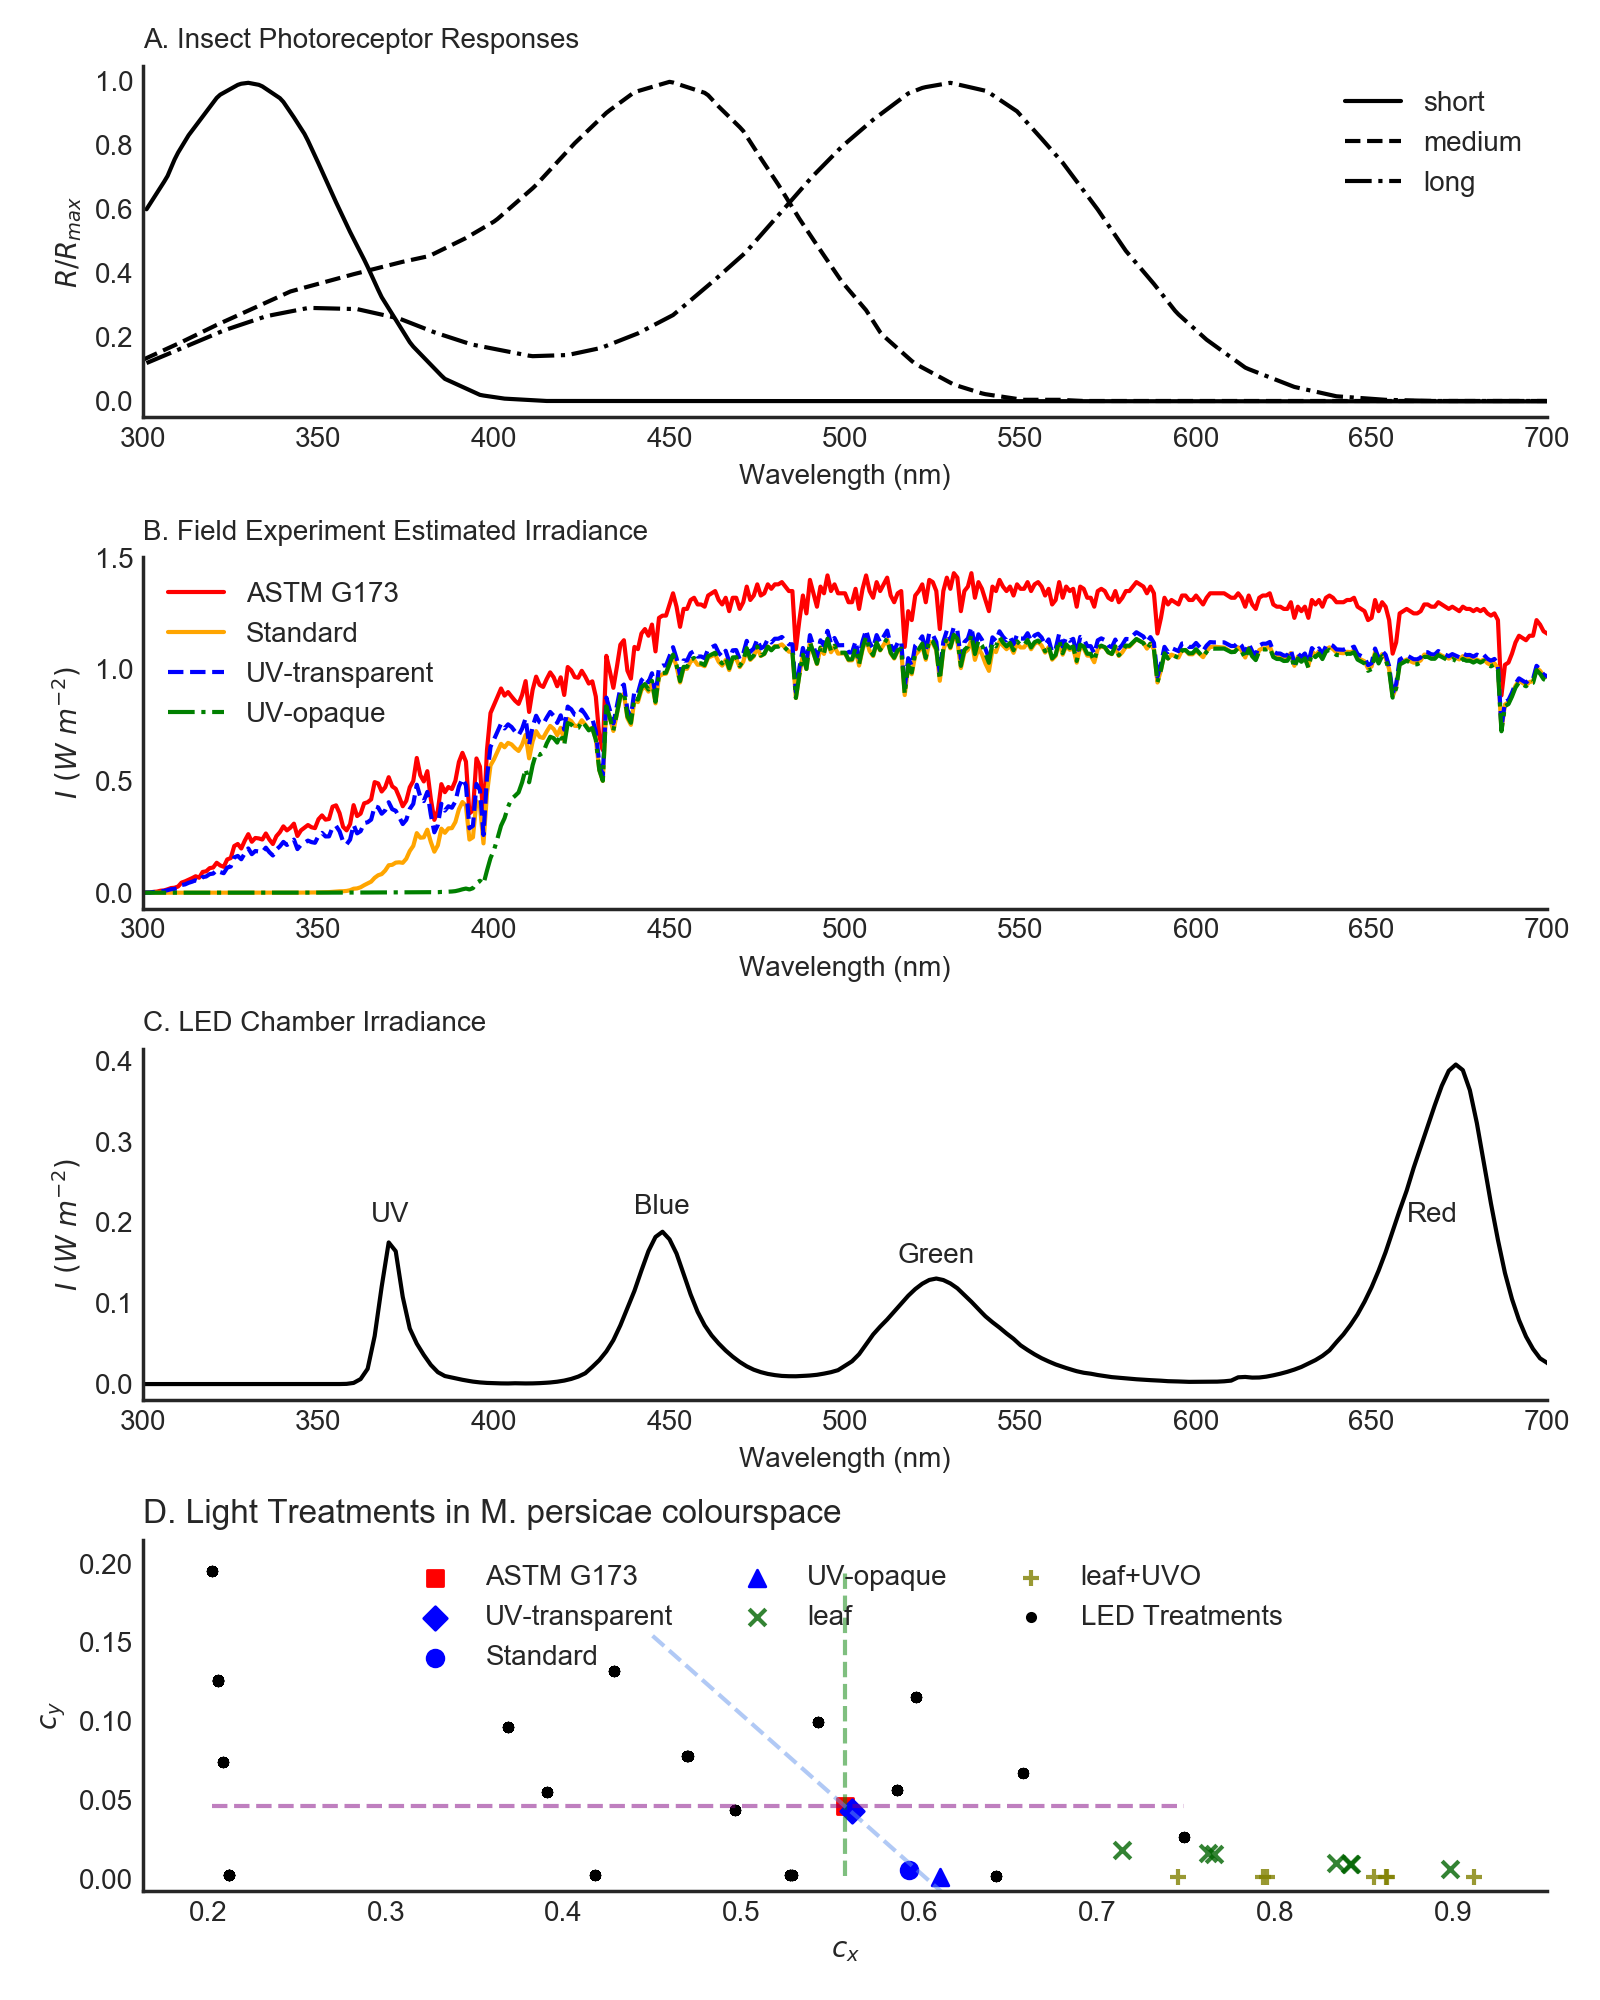 A. Insect Photoreceptor Responses
1.0
0.8
0.6
0.4
0.2
0.0
R/R_max
short
medium
long
300 350 400 450 500 550 600 650 700
Wavelength (nm)
B. Field Experiment Estimated Irradiance
1.5
1.0
0.5
0.0
I (W m⁻²)
ASTM G173
Standard
UV-transparent
UV-opaque
300 350 400 450 500 550 600 650 700
Wavelength (nm)
C. LED Chamber Irradiance
0.4
0.3
0.2
0.1
0.0
I (W m⁻²)
UV
Blue
Green
Red
300 350 400 450 500 550 600 650 700
Wavelength (nm)
D. Light Treatments in M. persicae colourspace
0.20
0.15
0.10
0.05
0.00
c_y
ASTM G173
UV-transparent
Standard
UV-opaque
leaf
leaf+UVO
LED Treatments
0.2 0.3 0.4 0.5 0.6 0.7 0.8 0.9
c_x